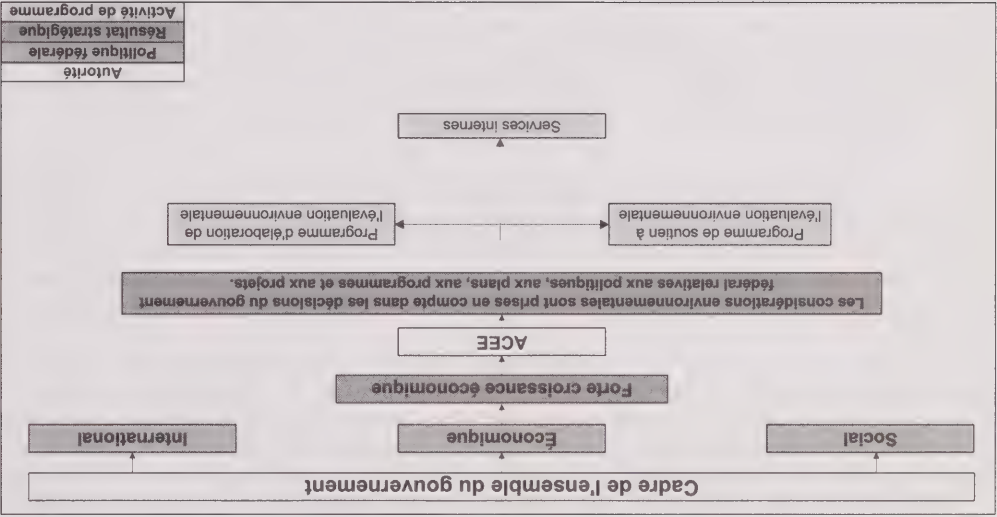 Cadre de l'ensemble du gouvernement
Social
Économique
International
Forte croissance économique
ACEE
Les considérations environnementales sont prises en compte dans les décisions du gouvernement
fédéral relatives aux politiques, aux plans, aux programmes et aux projets.
Programme de soutien à
l'évaluation environnementale
Programme d'élaboration de
l'évaluation environnementale
Services internes
Autorité
Politique fédérale
Résultat stratégique
Activité de programme